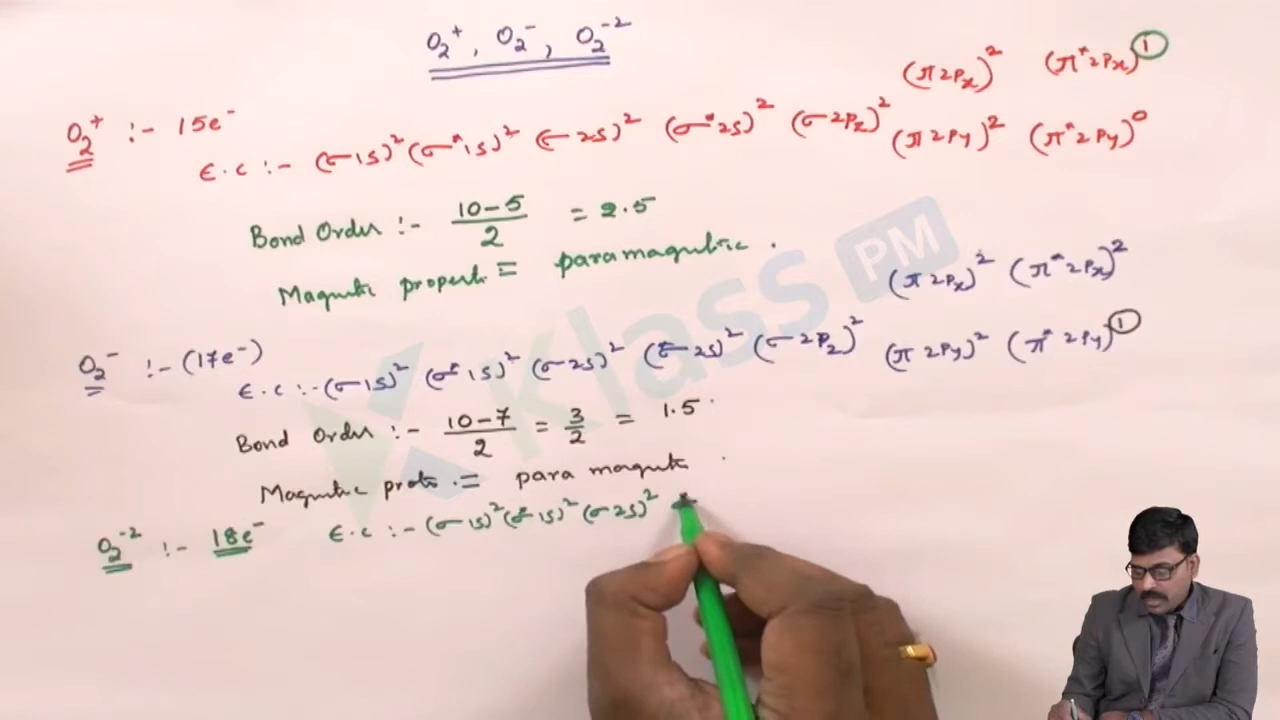 O₂⁺, O₂⁻, O₂⁻²
(π2Px)² (π*2Px)¹
O₂⁺ :- 15e⁻
E.C :- (σ1S)² (σ*1S)² (σ2S)² (σ*2S)² (σ2Pz)² (π2Py)² (π*2Py)⁰
Bond Order :- 10-5/2 = 2.5
Magnetic propert. = paramagnetic.
(π2Px)² (π*2Px)²
O₂⁻ :- (17e⁻)
E.C :- (σ1S)² (σ*1S)² (σ2S)² (σ*2S)² (σ2Pz)² (π2Py)² (π*2Py)¹
Bond Order :- 10-7/2 = 3/2 = 1.5.
Magnetic prote. = para magnetic.
O₂⁻² :- 18e⁻ E.C :- (σ1S)² (σ*1S)² (σ2S)²
Klass PM